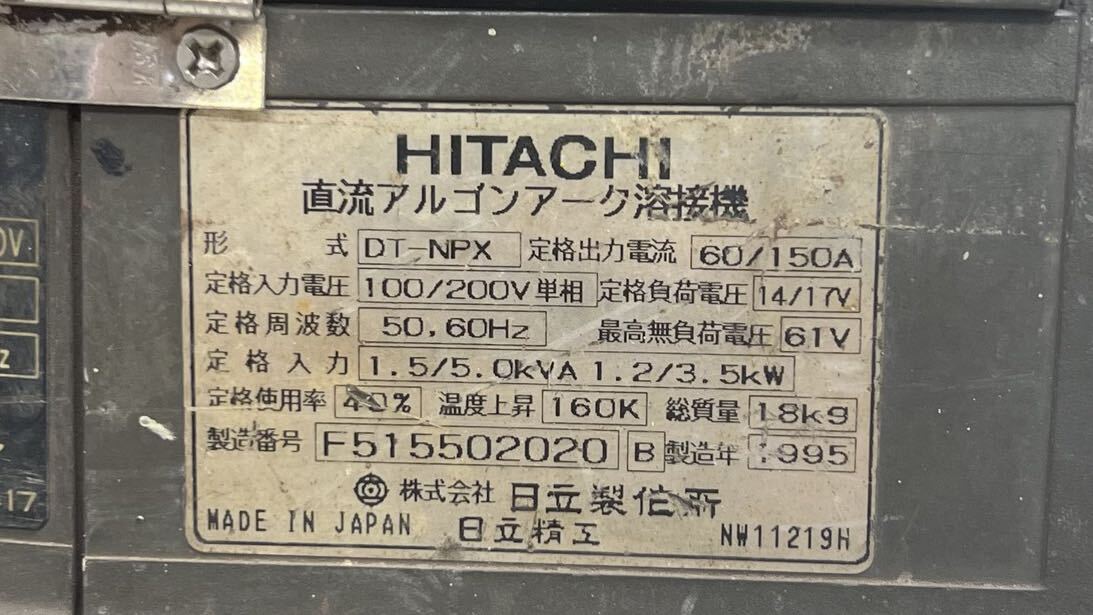 HITACHI
直流アルゴンアーク溶接機
形 式 DT-NPX 定格出力電流 60/150A
定格入力電圧 100/200V単相 定格負荷電圧 14/17V
定格周波数 50,60Hz 最高無負荷電圧 61V
定格入力 1.5/5.0kVA 1.2/3.5kW
定格使用率 40% 温度上昇 160K 総質量 18kg
製造番号 F515502020 B 製造年 1995
株式会社 日立製作所
MADE IN JAPAN 日立精工 NW11219H
0V
z
17